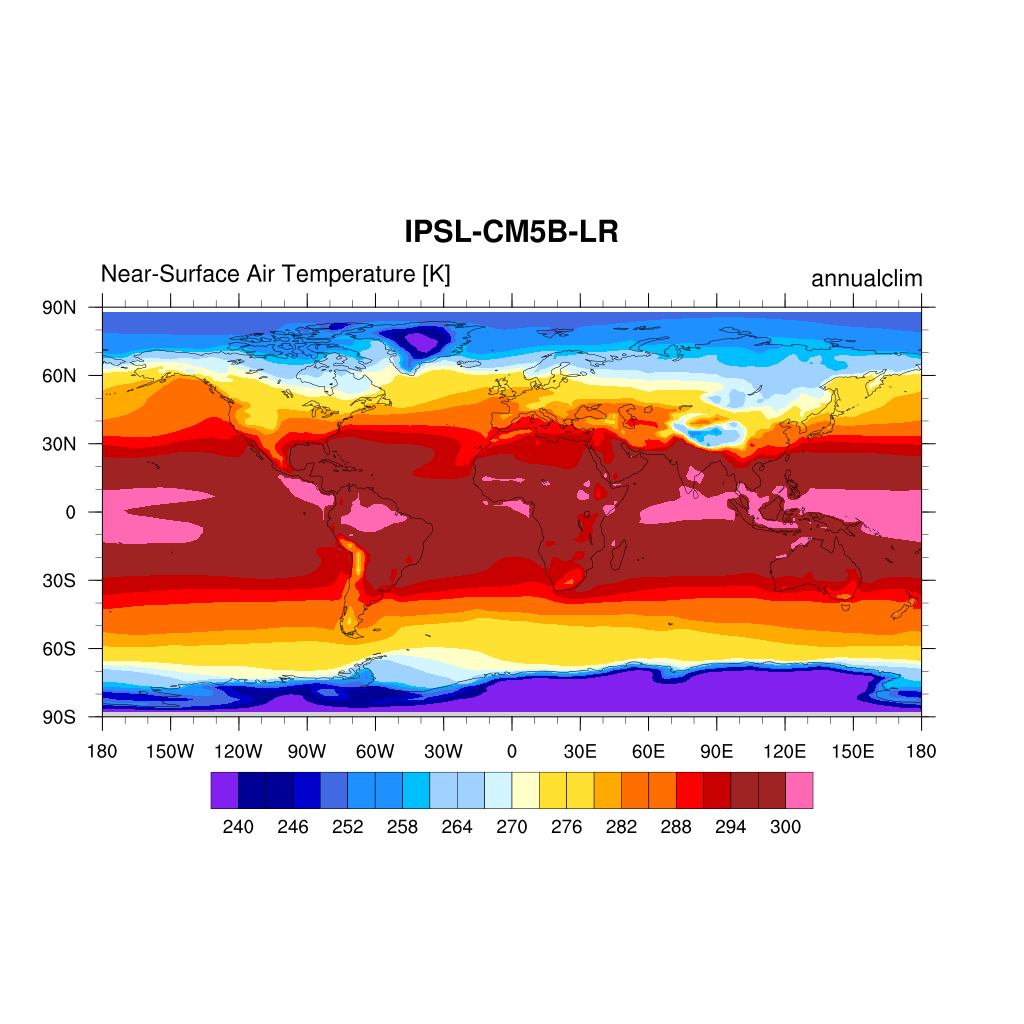 IPSL-CM5B-LR
Near-Surface Air Temperature [K]
annualclim
90N
60N
30N
0
30S
60S
90S
180 150W 120W 90W 60W 30W 0 30E 60E 90E 120E 150E 180
240 246 252 258 264 270 276 282 288 294 300